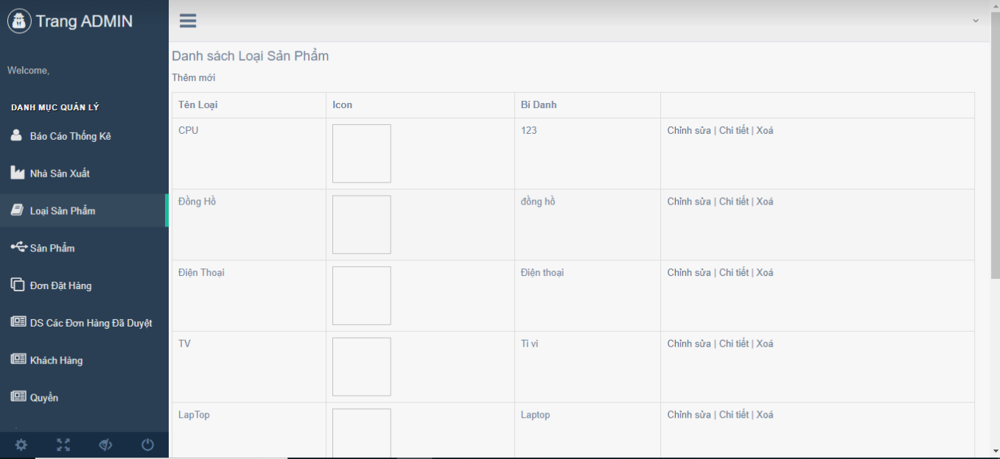 Trang ADMIN
Welcome,
DANH MỤC QUẢN LÝ
Báo Cáo Thống Kê
Nhà Sản Xuất
Loại Sản Phẩm
Sản Phẩm
Đơn Đặt Hàng
DS Các Đơn Hàng Đã Duyệt
Khách Hàng
Quyền
Danh sách Loại Sản Phẩm
Thêm mới
Tên Loại Icon Bí Danh
CPU 123 Chỉnh sửa | Chi tiết | Xoá
Đồng Hồ đồng hồ Chỉnh sửa | Chi tiết | Xoá
Điện Thoại Điện thoại Chỉnh sửa | Chi tiết | Xoá
TV Ti vi Chỉnh sửa | Chi tiết | Xoá
LapTop Laptop Chỉnh sửa | Chi tiết | Xoá